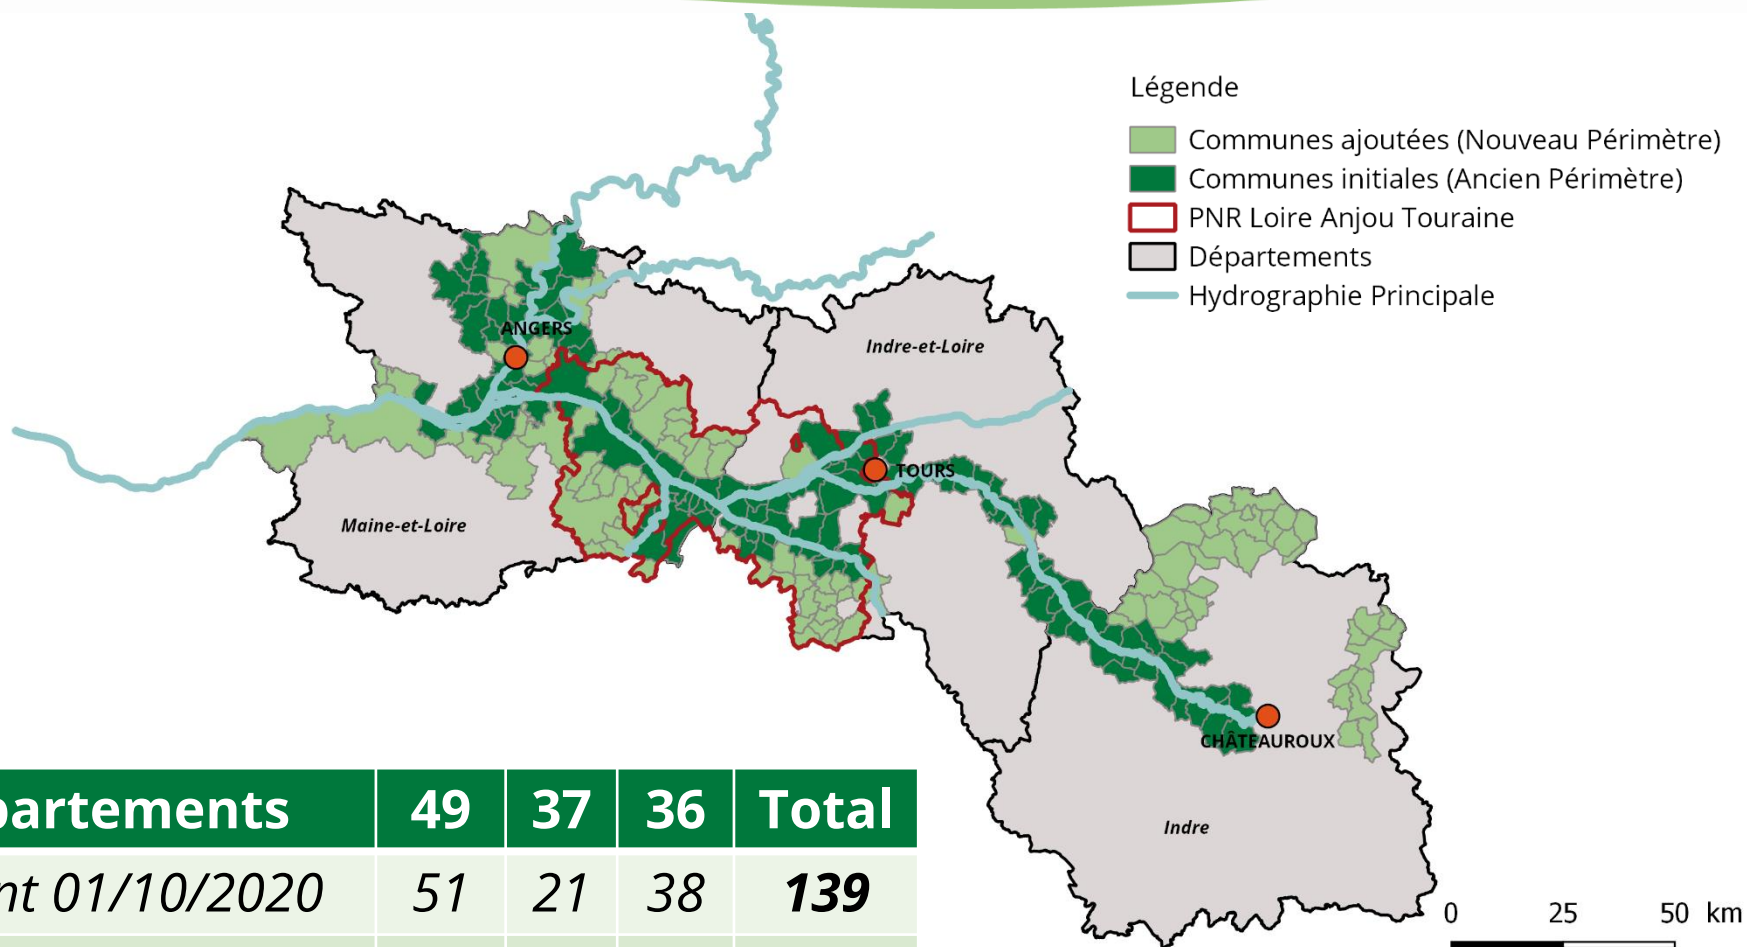 Légende
Communes ajoutées (Nouveau Périmètre)
Communes initiales (Ancien Périmètre)
PNR Loire Anjou Touraine
Départements
Hydrographie Principale
ANGERS
Indre-et-Loire
TOURS
Maine-et-Loire
CHÂTEAUROUX
Indre
partements 49 37 36 Total
nt 01/10/2020 51 21 38 139
0 25 50 km